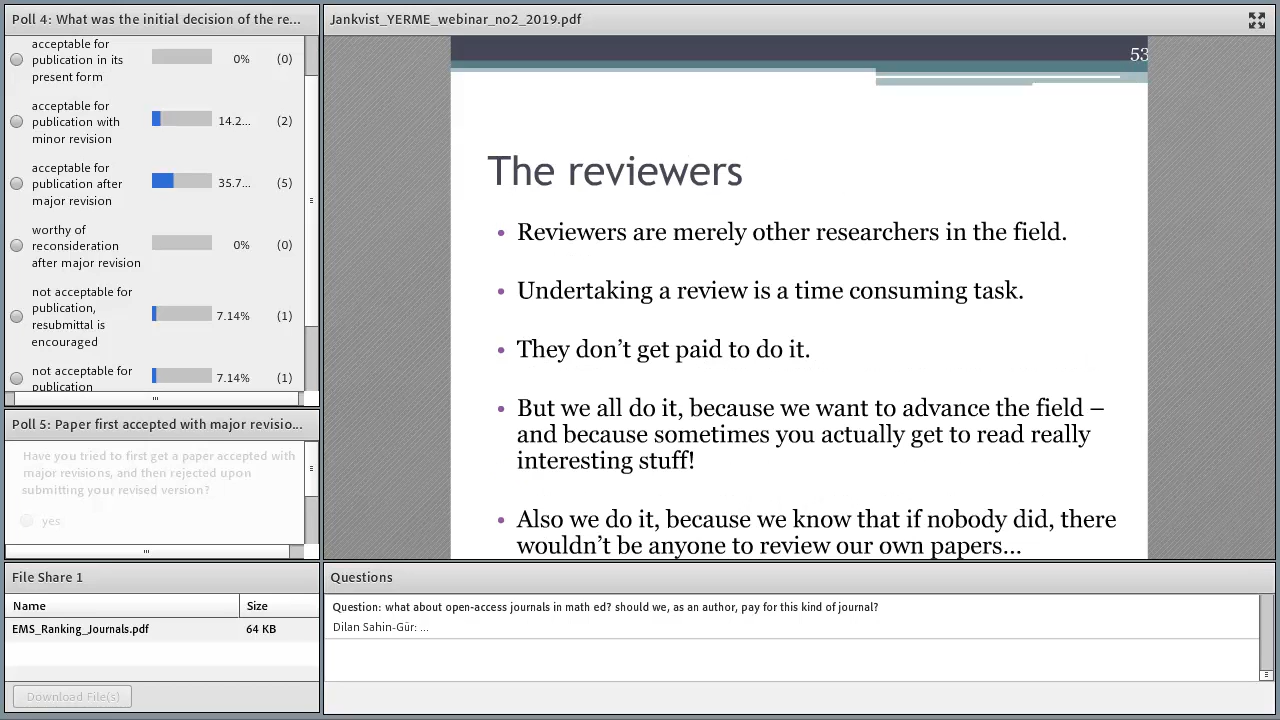 Poll 4: What was the initial decision of the re...
acceptable for
publication in its
present form
0%
(0)
acceptable for
publication with
minor revision
14.2...
(2)
acceptable for
publication after
major revision
35.7...
(5)
worthy of
reconsideration
after major revision
0%
(0)
not acceptable for
publication,
resubmittal is
encouraged
7.14%
(1)
not acceptable for
publication
7.14%
(1)
Poll 5: Paper first accepted with major revisio...
Have you tried to first get a paper accepted with
major revisions, and then rejected upon
submitting your revised version?
yes
File Share 1
Name
Size
EMS_Ranking_Journals.pdf
64 KB
Download File(s)
Jankvist_YERME_webinar_no2_2019.pdf
53
The reviewers
• Reviewers are merely other researchers in the field.
• Undertaking a review is a time consuming task.
• They don’t get paid to do it.
• But we all do it, because we want to advance the field –
and because sometimes you actually get to read really
interesting stuff!
• Also we do it, because we know that if nobody did, there
wouldn’t be anyone to review our own papers…
Questions
Question: what about open-access journals in math ed? should we, as an author, pay for this kind of journal?
Dilan Sahin-Gür: ...